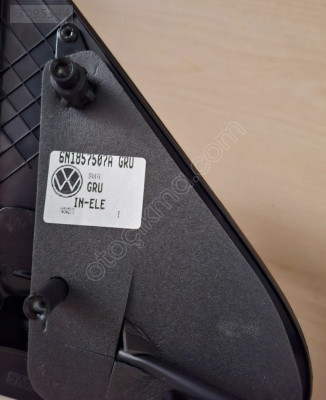 6N1857507A GRU
GRU
IN-ELE
otoçıkma.com